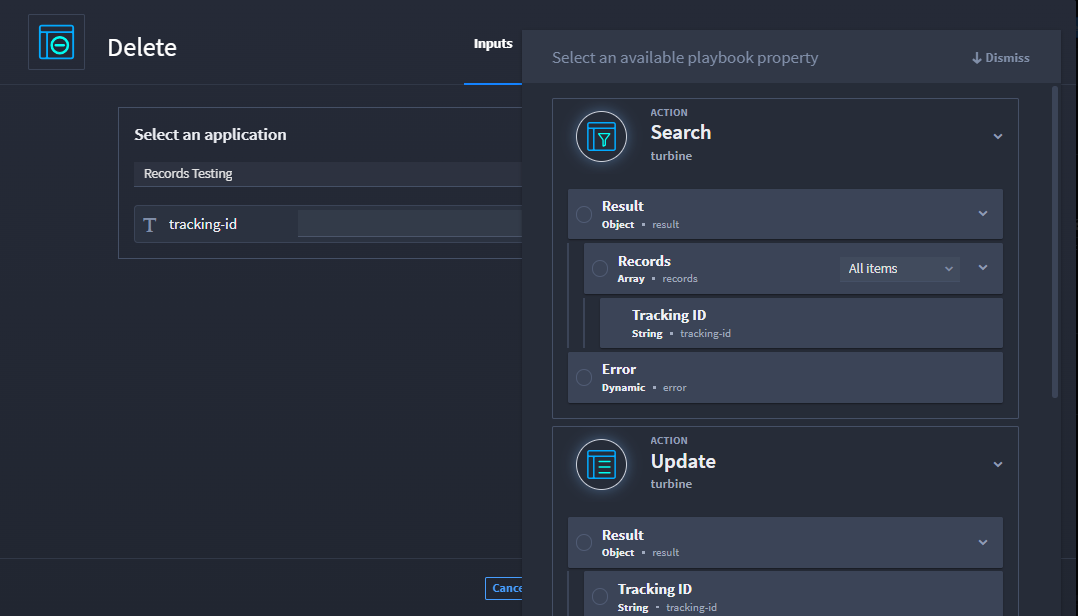 Delete
Inputs
Select an application
Records Testing
T tracking-id
Select an available playbook property
Dismiss
ACTION
Search
turbine
Result
Object • result
Records
Array • records
All items
Tracking ID
String • tracking-id
Error
Dynamic • error
ACTION
Update
turbine
Result
Object • result
Tracking ID
String • tracking-id
Cance